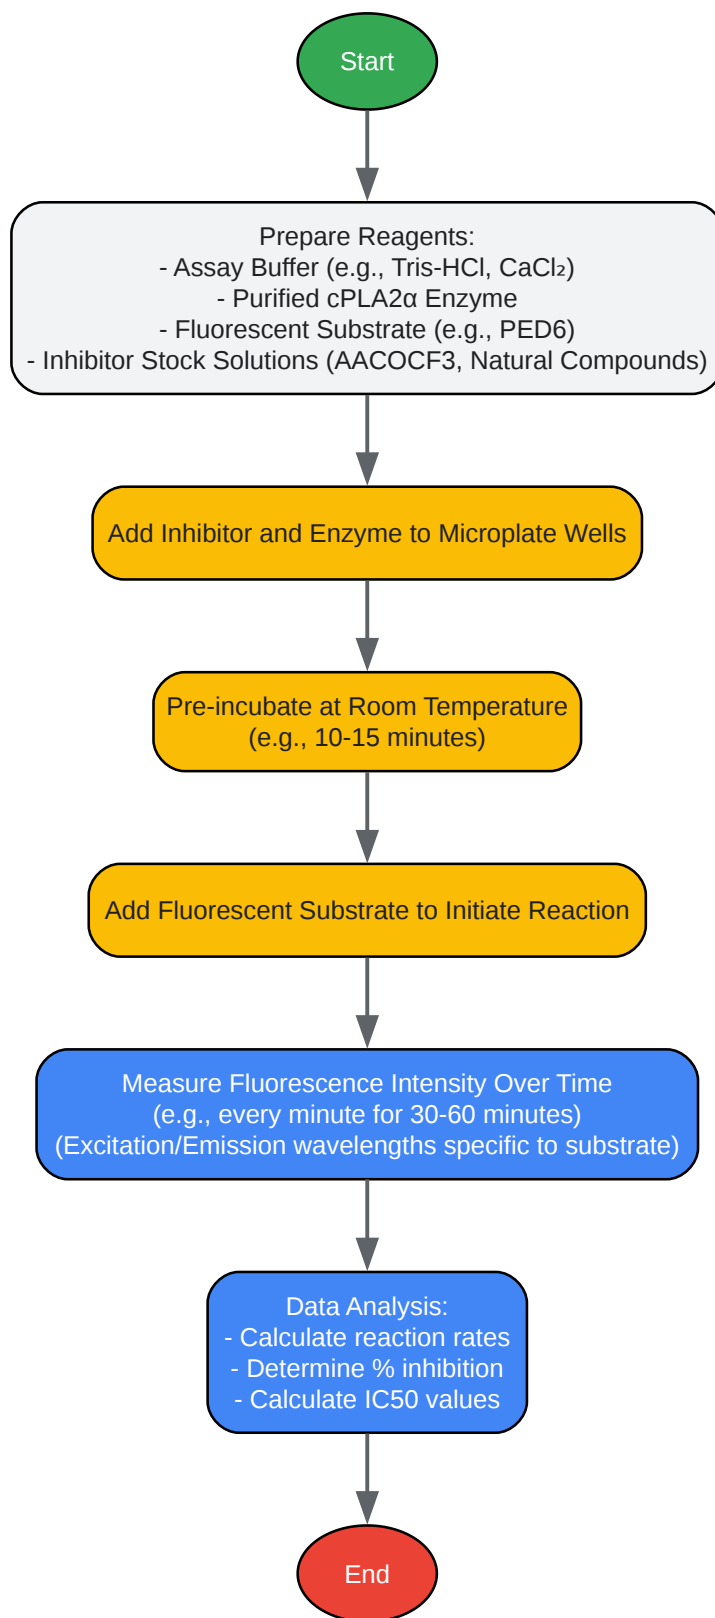 Start
Prepare Reagents:
- Assay Buffer (e.g., Tris-HCl, CaCl₂)
- Purified cPLA2α Enzyme
- Fluorescent Substrate (e.g., PED6)
- Inhibitor Stock Solutions (AACOCF3, Natural Compounds)
Add Inhibitor and Enzyme to Microplate Wells
Pre-incubate at Room Temperature
(e.g., 10-15 minutes)
Add Fluorescent Substrate to Initiate Reaction
Measure Fluorescence Intensity Over Time
(e.g., every minute for 30-60 minutes)
(Excitation/Emission wavelengths specific to substrate)
Data Analysis:
- Calculate reaction rates
- Determine % inhibition
- Calculate IC50 values
End